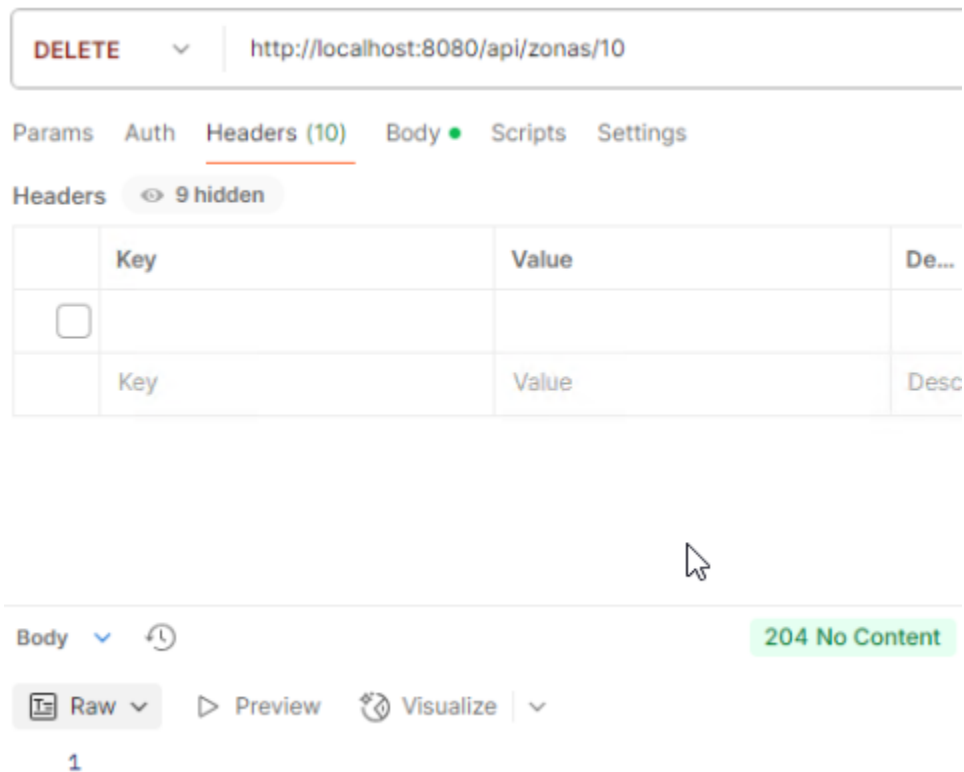 DELETE http://localhost:8080/api/zonas/10
Params Auth Headers (10) Body Scripts Settings
Headers 9 hidden
Key Value De...
Key Value Desc
Body 204 No Content
Raw Preview Visualize
1